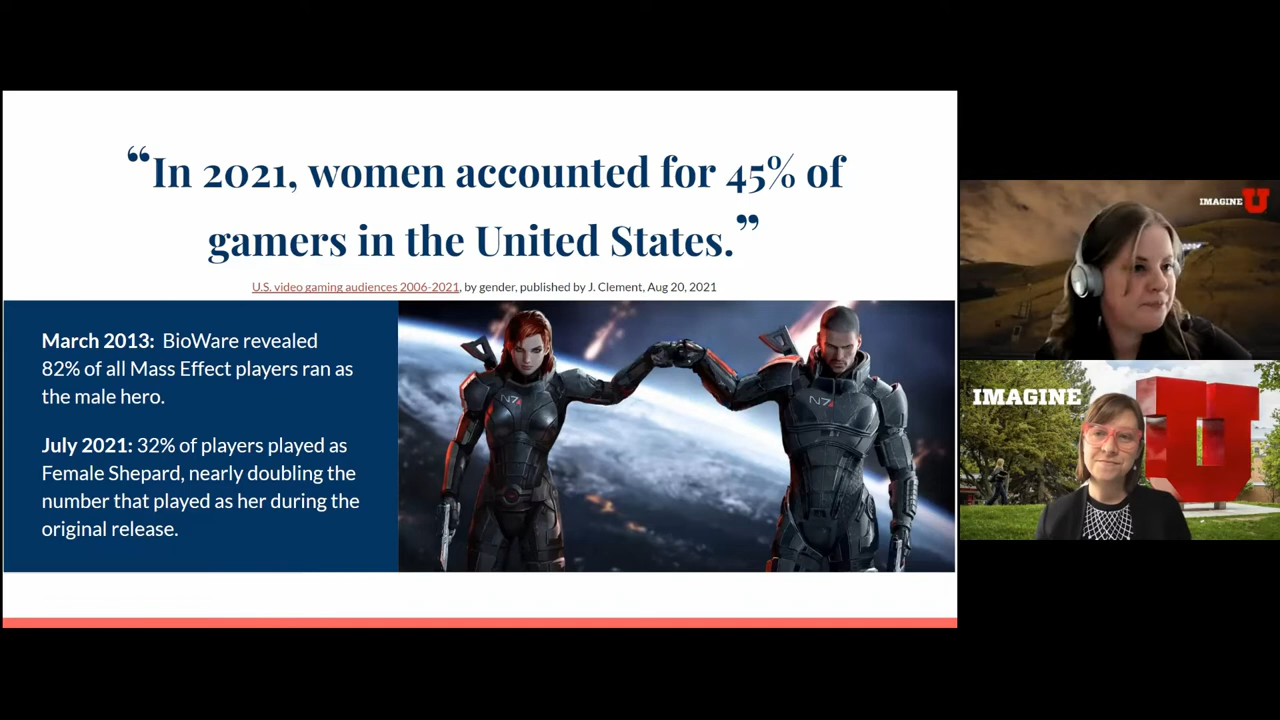 “In 2021, women accounted for 45% of
gamers in the United States.”
U.S. video gaming audiences 2006-2021, by gender, published by J. Clement, Aug 20, 2021
March 2013: BioWare revealed
82% of all Mass Effect players ran as
the male hero.
July 2021: 32% of players played as
Female Shepard, nearly doubling the
number that played as her during the
original release.
N7
N7
IMAGINE U
IMAGINE U